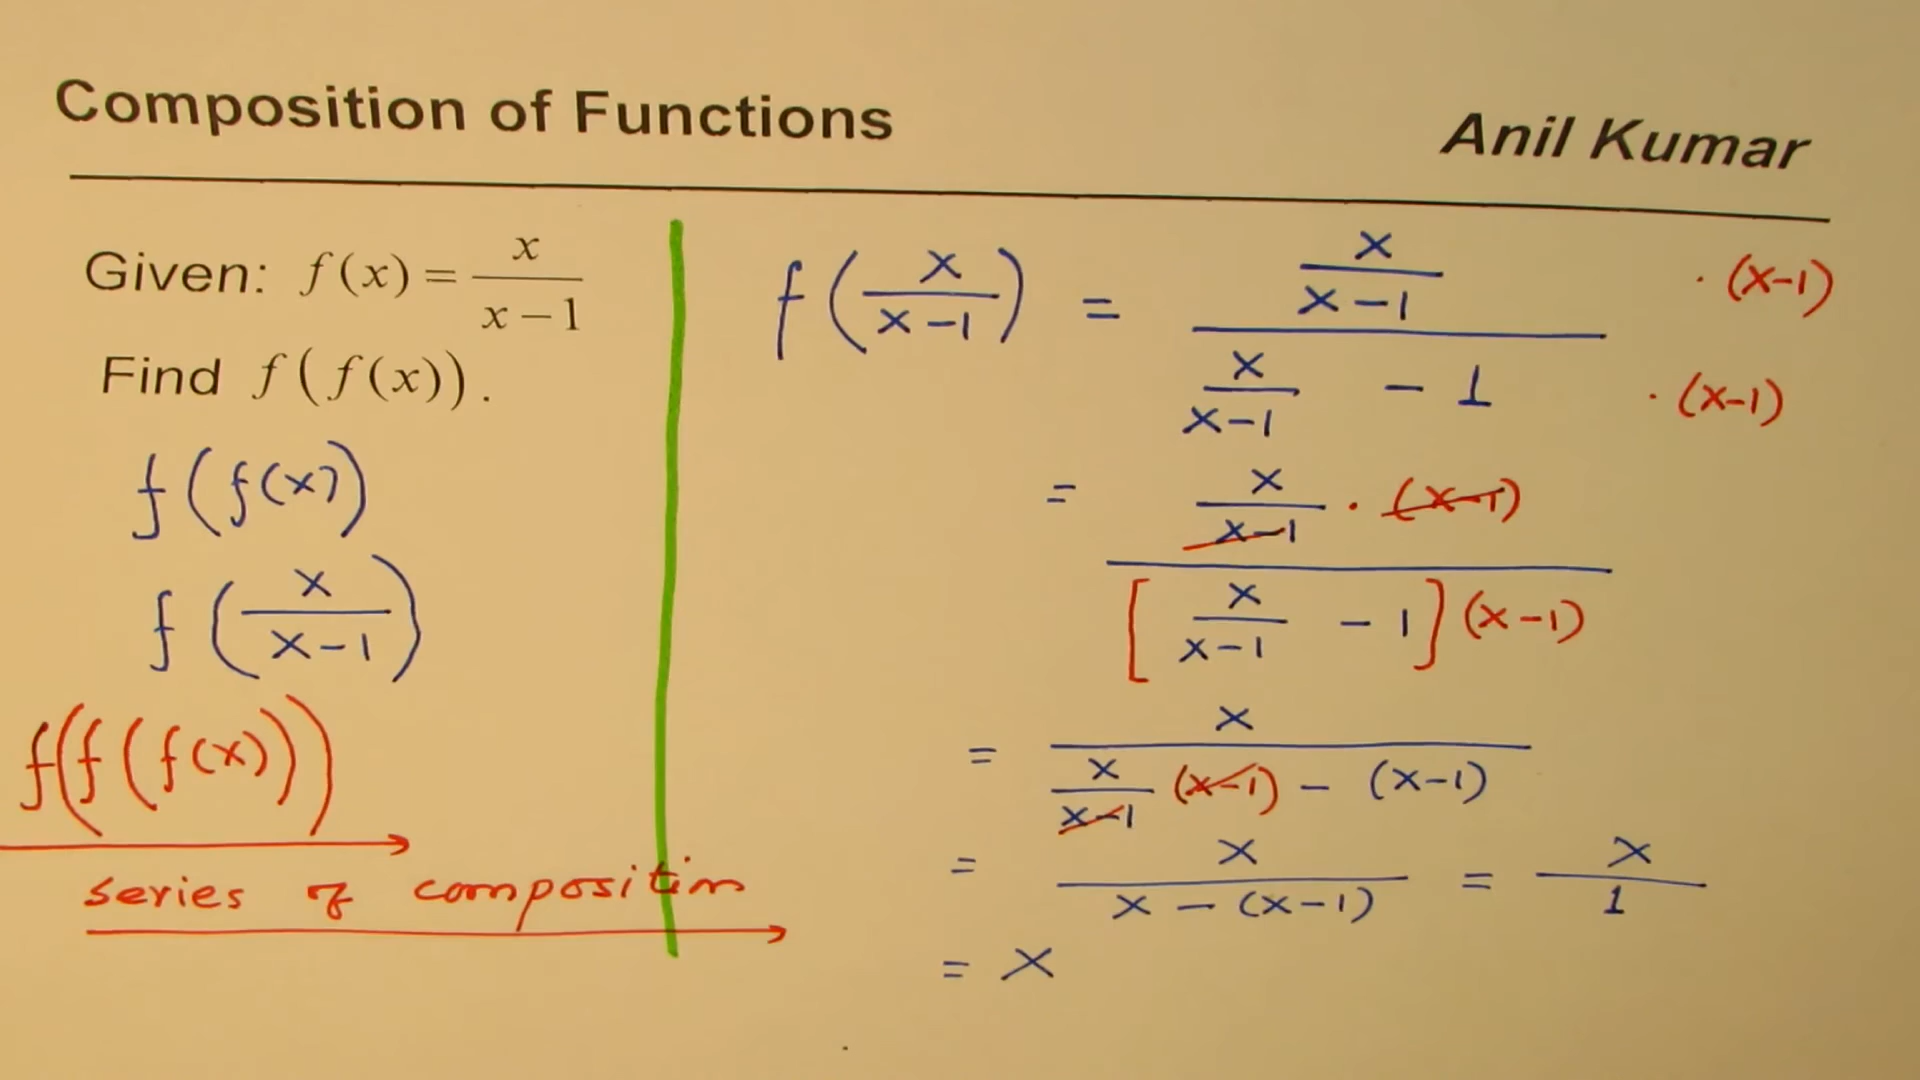 Composition of Functions
Anil Kumar
Given: f(x) = x/(x − 1)
Find f(f(x)).
f(f(x))
f(x/(x−1))
f(f(f(x)))
series of composition
f(x/(x−1)) = (x/(x−1))/(x/(x−1) − 1) · (x−1) · (x−1)
= (x/(x−1) · (x−1))/([x/(x−1) − 1](x−1))
= x/(x/(x−1) (x−1) − (x−1))
= x/(x − (x−1)) = x/1
= x